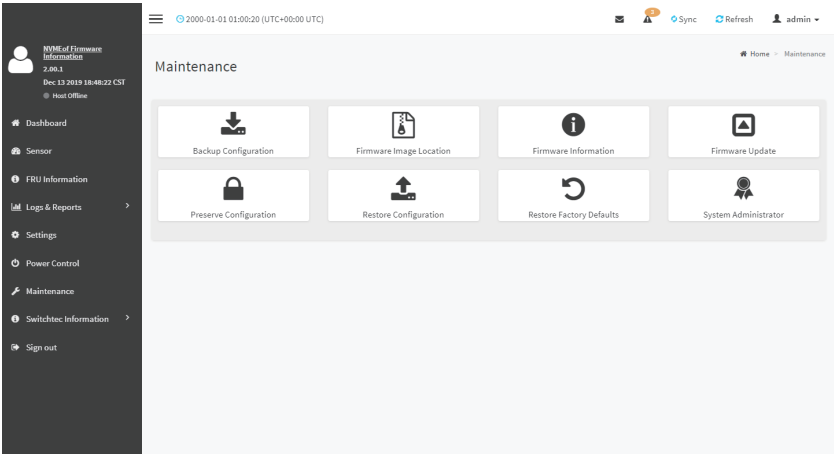 2000-01-01 01:00:20 (UTC+00:00 UTC)
Sync
Refresh
admin
NVMEof Firmware
Information
2.00.1
Dec 13 2019 18:48:22 CST
Host Offline
Dashboard
Sensor
FRU Information
Logs & Reports
Settings
Power Control
Maintenance
Switchtec Information
Sign out
Maintenance
Home > Maintenance
Backup Configuration
Firmware Image Location
Firmware Information
Firmware Update
Preserve Configuration
Restore Configuration
Restore Factory Defaults
System Administrator